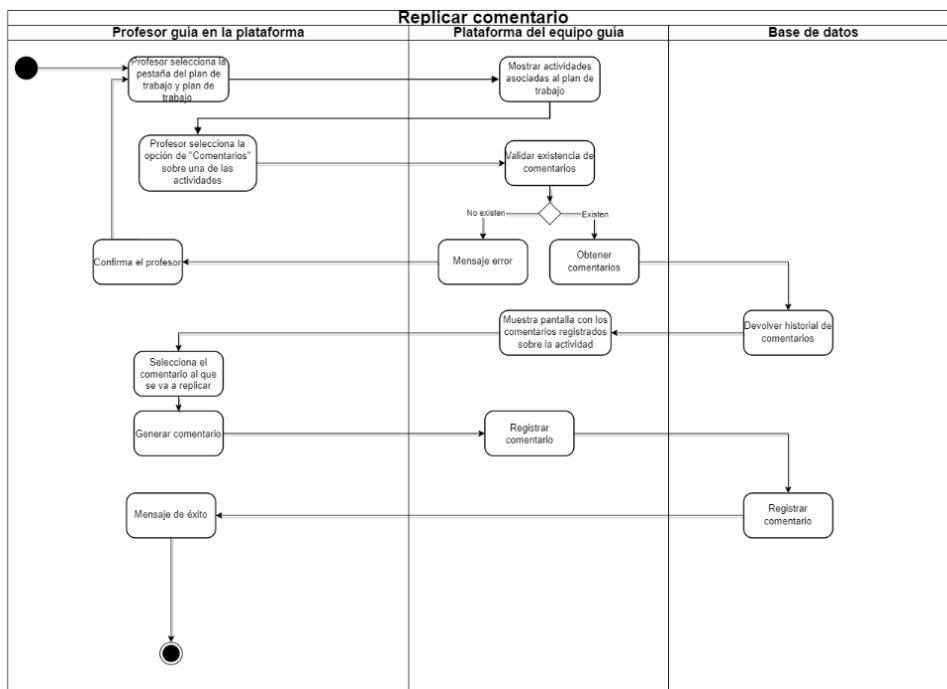 Replicar comentario
Profesor guía en la plataforma
Plataforma del equipo guía
Base de datos
Profesor selecciona la
pestaña del plan de
trabajo y plan de
trabajo
Mostrar actividades
asociadas al plan de
trabajo
Profesor selecciona la
opción de "Comentarios"
sobre una de las
actividades
Validar existencia de
comentarios
No existen
Existen
Confirma el profesor
Mensaje error
Obtener
comentarios
Muestra pantalla con los
comentarios registrados
sobre la actividad
Devolver historial de
comentarios
Selecciona el
comentario al que
se va a replicar
Generar comentario
Registrar
comentario
Mensaje de éxito
Registrar
comentario